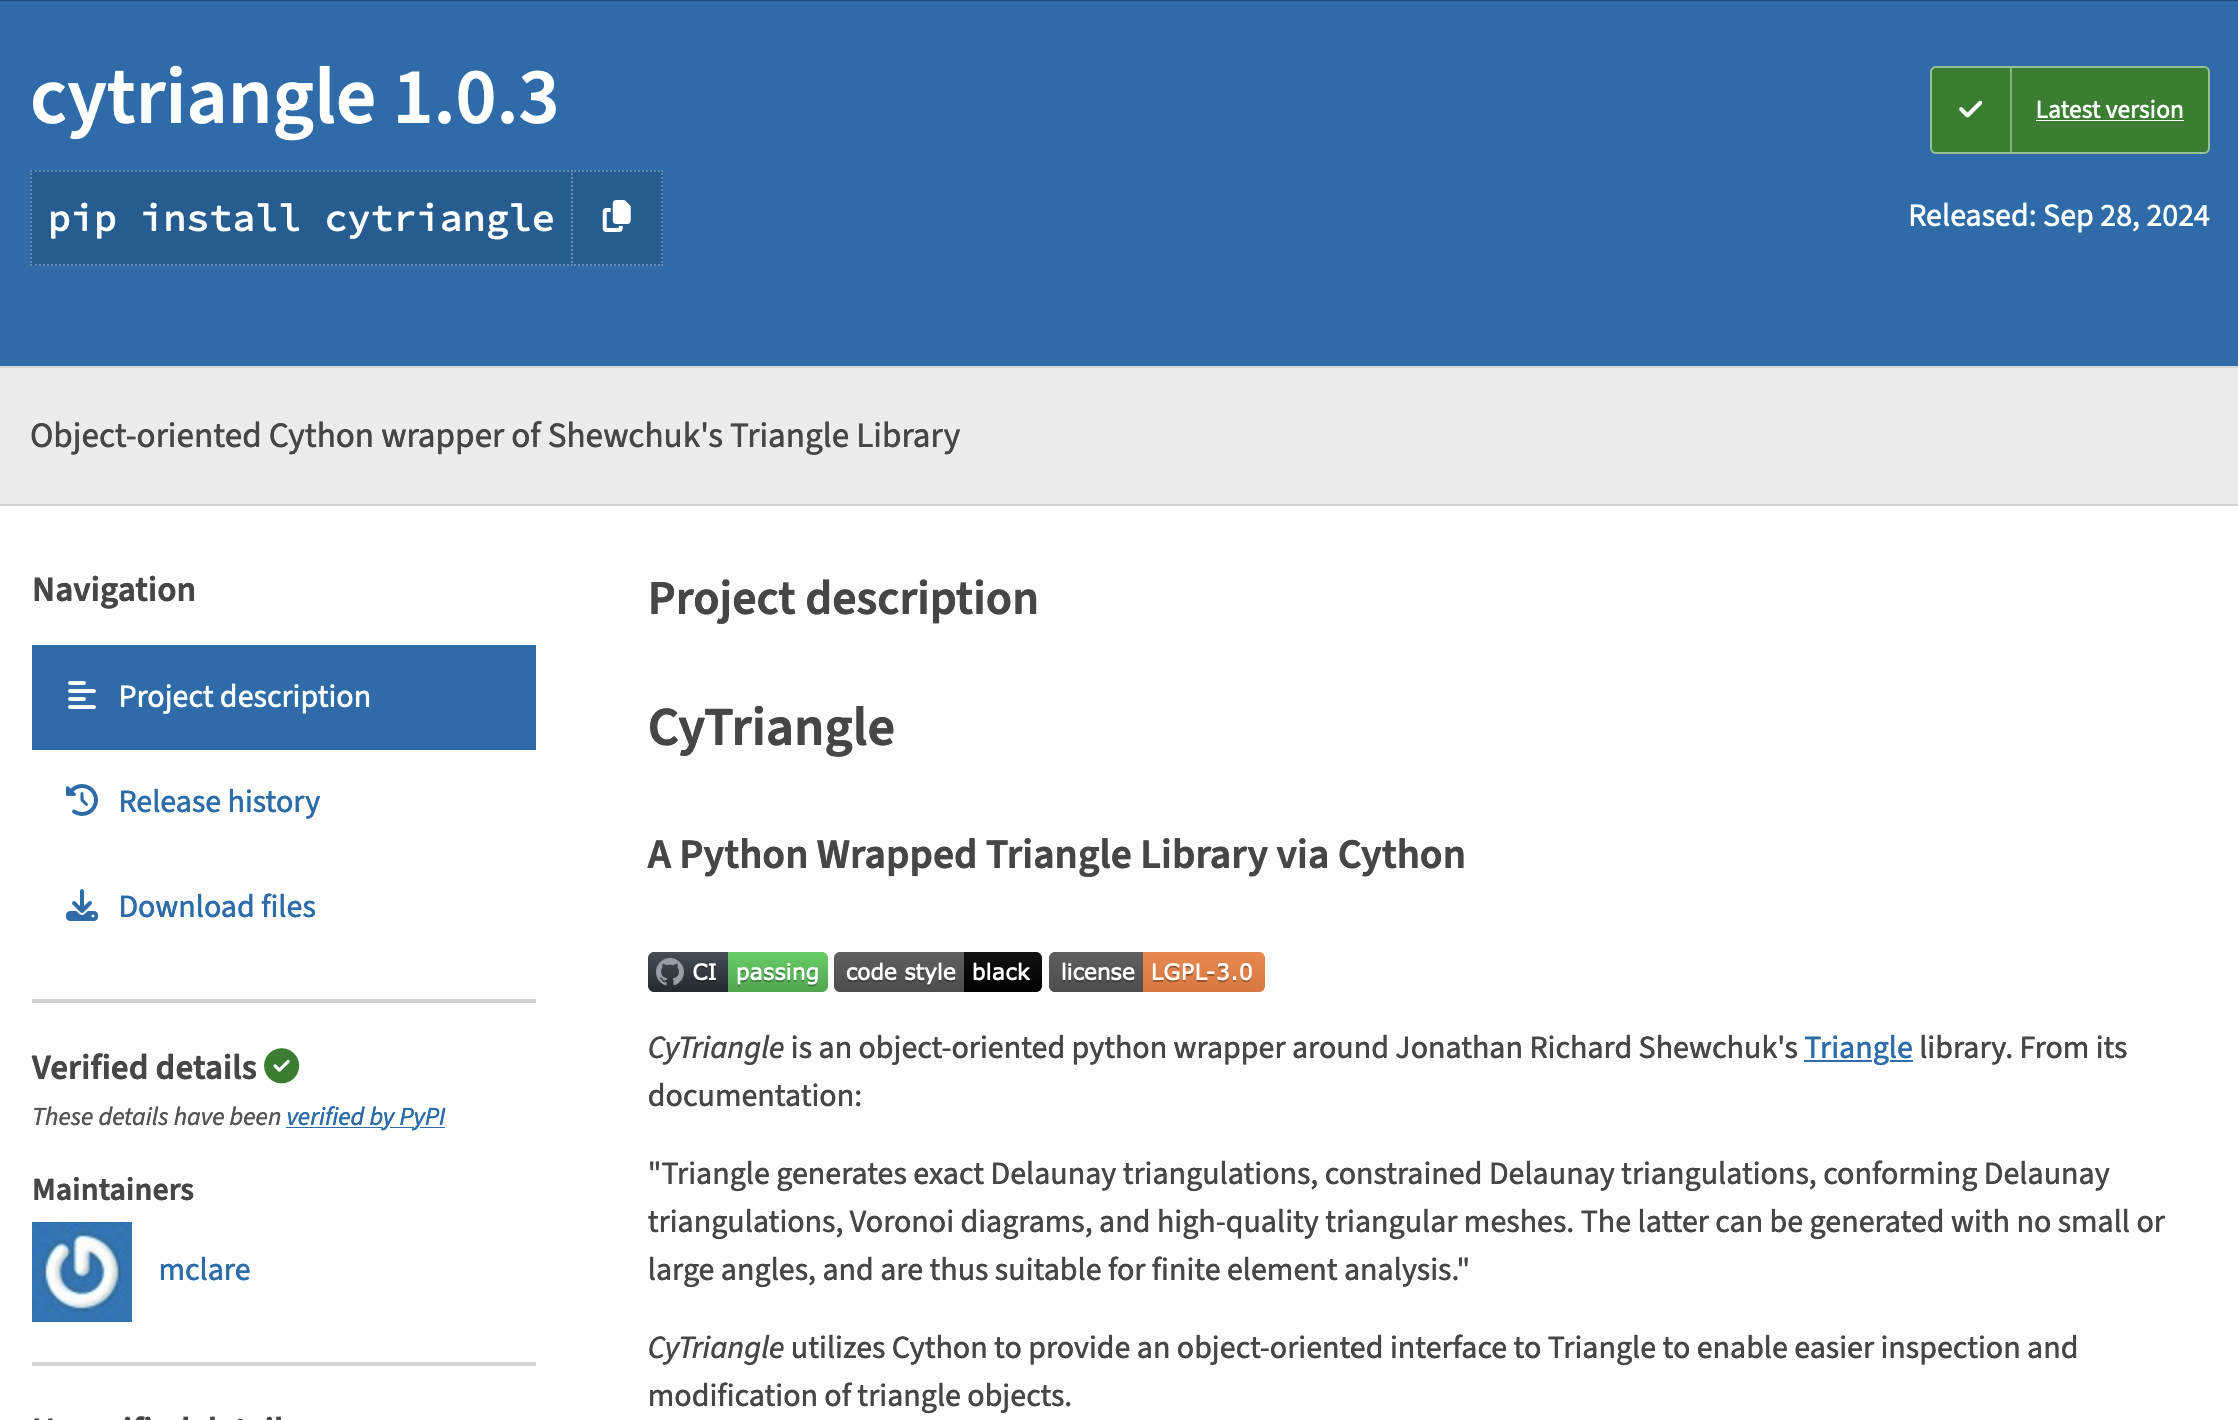 cytriangle 1.0.3
pip install cytriangle
Latest version
Released: Sep 28, 2024
Object-oriented Cython wrapper of Shewchuk's Triangle Library
Navigation
Project description
Release history
Download files
Verified details
These details have been verified by PyPI
Maintainers
mclare
Project description
CyTriangle
A Python Wrapped Triangle Library via Cython
CI passing code style black license LGPL-3.0
CyTriangle is an object-oriented python wrapper around Jonathan Richard Shewchuk's Triangle library. From its
documentation:
"Triangle generates exact Delaunay triangulations, constrained Delaunay triangulations, conforming Delaunay
triangulations, Voronoi diagrams, and high-quality triangular meshes. The latter can be generated with no small or
large angles, and are thus suitable for finite element analysis."
CyTriangle utilizes Cython to provide an object-oriented interface to Triangle to enable easier inspection and
modification of triangle objects.